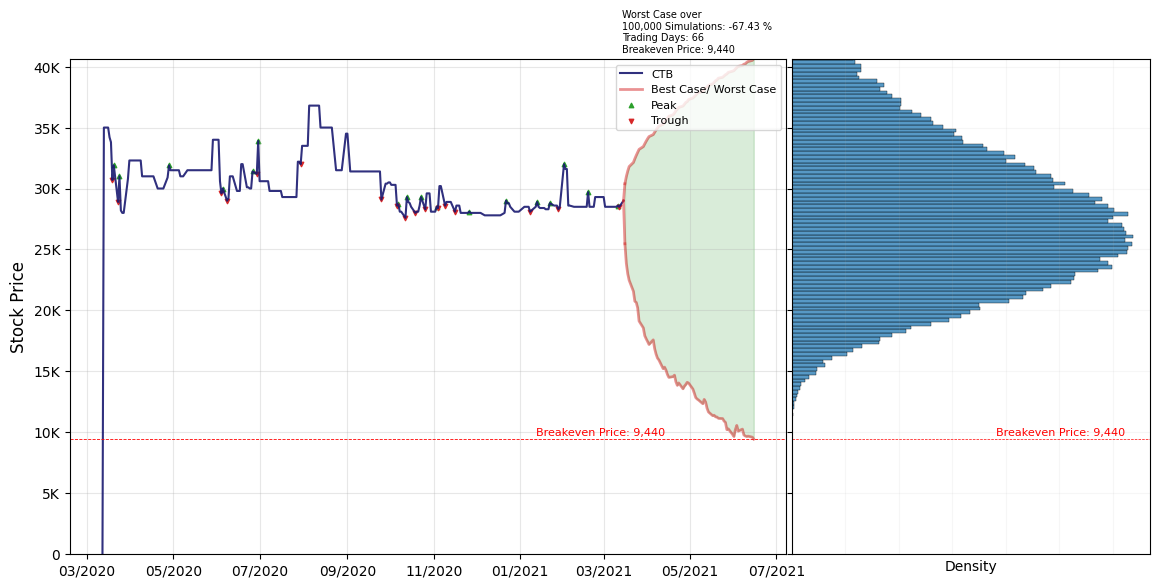 Worst Case over
100,000 Simulations: -67.43 %
Trading Days: 66
Breakeven Price: 9,440
CTB
Best Case/ Worst Case
Peak
Trough
Stock Price
40K
35K
30K
25K
20K
15K
10K
5K
0
Breakeven Price: 9,440
Breakeven Price: 9,440
03/2020
05/2020
07/2020
09/2020
11/2020
01/2021
03/2021
05/2021
07/2021
Density